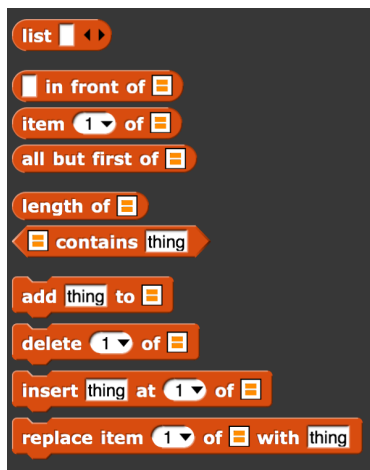 list
in front of
item 1 of
all but first of
length of
contains thing
add thing to
delete 1 of
insert thing at 1 of
replace item 1 of with thing